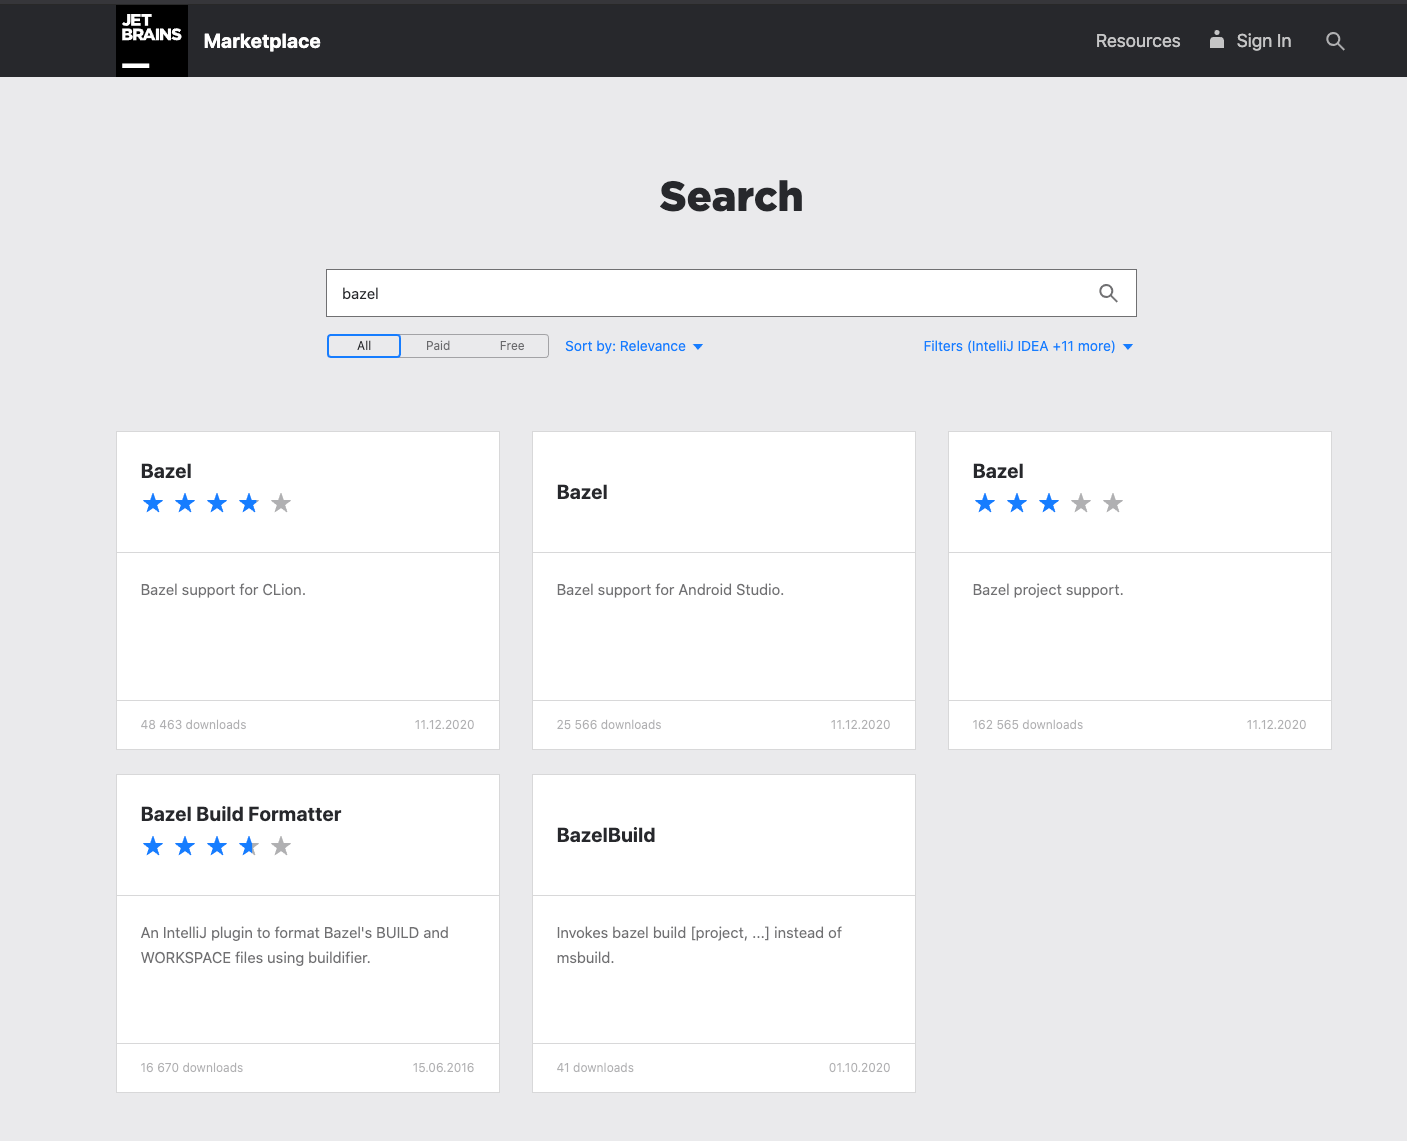 JET
BRAINS
Marketplace
Resources
Sign In
Search
bazel
All
Paid
Free
Sort by: Relevance
Filters (IntelliJ IDEA +11 more)
Bazel
Bazel support for CLion.
48 463 downloads
11.12.2020
Bazel
Bazel support for Android Studio.
25 566 downloads
11.12.2020
Bazel
Bazel project support.
162 565 downloads
11.12.2020
Bazel Build Formatter
An IntelliJ plugin to format Bazel's BUILD and
WORKSPACE files using buildifier.
16 670 downloads
15.06.2016
BazelBuild
Invokes bazel build [project, ...] instead of
msbuild.
41 downloads
01.10.2020